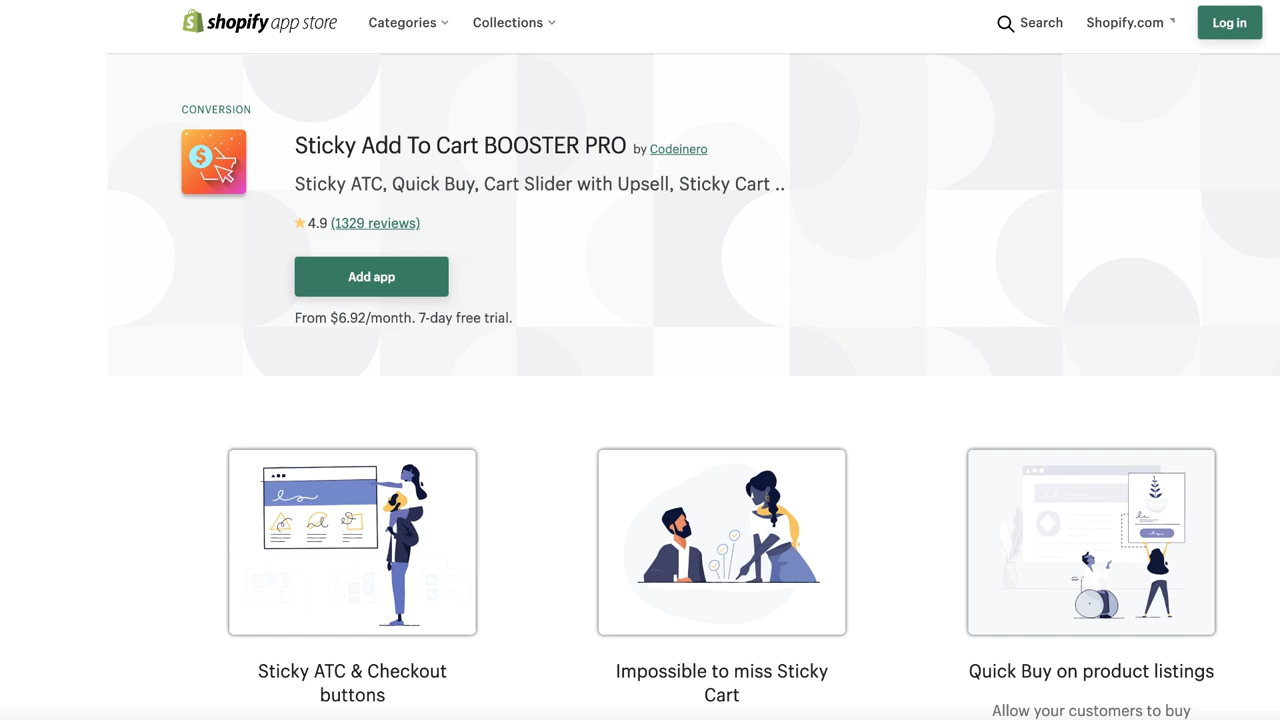 shopify app store
Categories
Collections
Search
Shopify.com
Log in
CONVERSION
Sticky Add To Cart BOOSTER PRO by Codeinero
Sticky ATC, Quick Buy, Cart Slider with Upsell, Sticky Cart ..
4.9 (1329 reviews)
Add app
From $6.92/month. 7-day free trial.
Sticky ATC & Checkout
buttons
Impossible to miss Sticky
Cart
Quick Buy on product listings
Allow your customers to buy